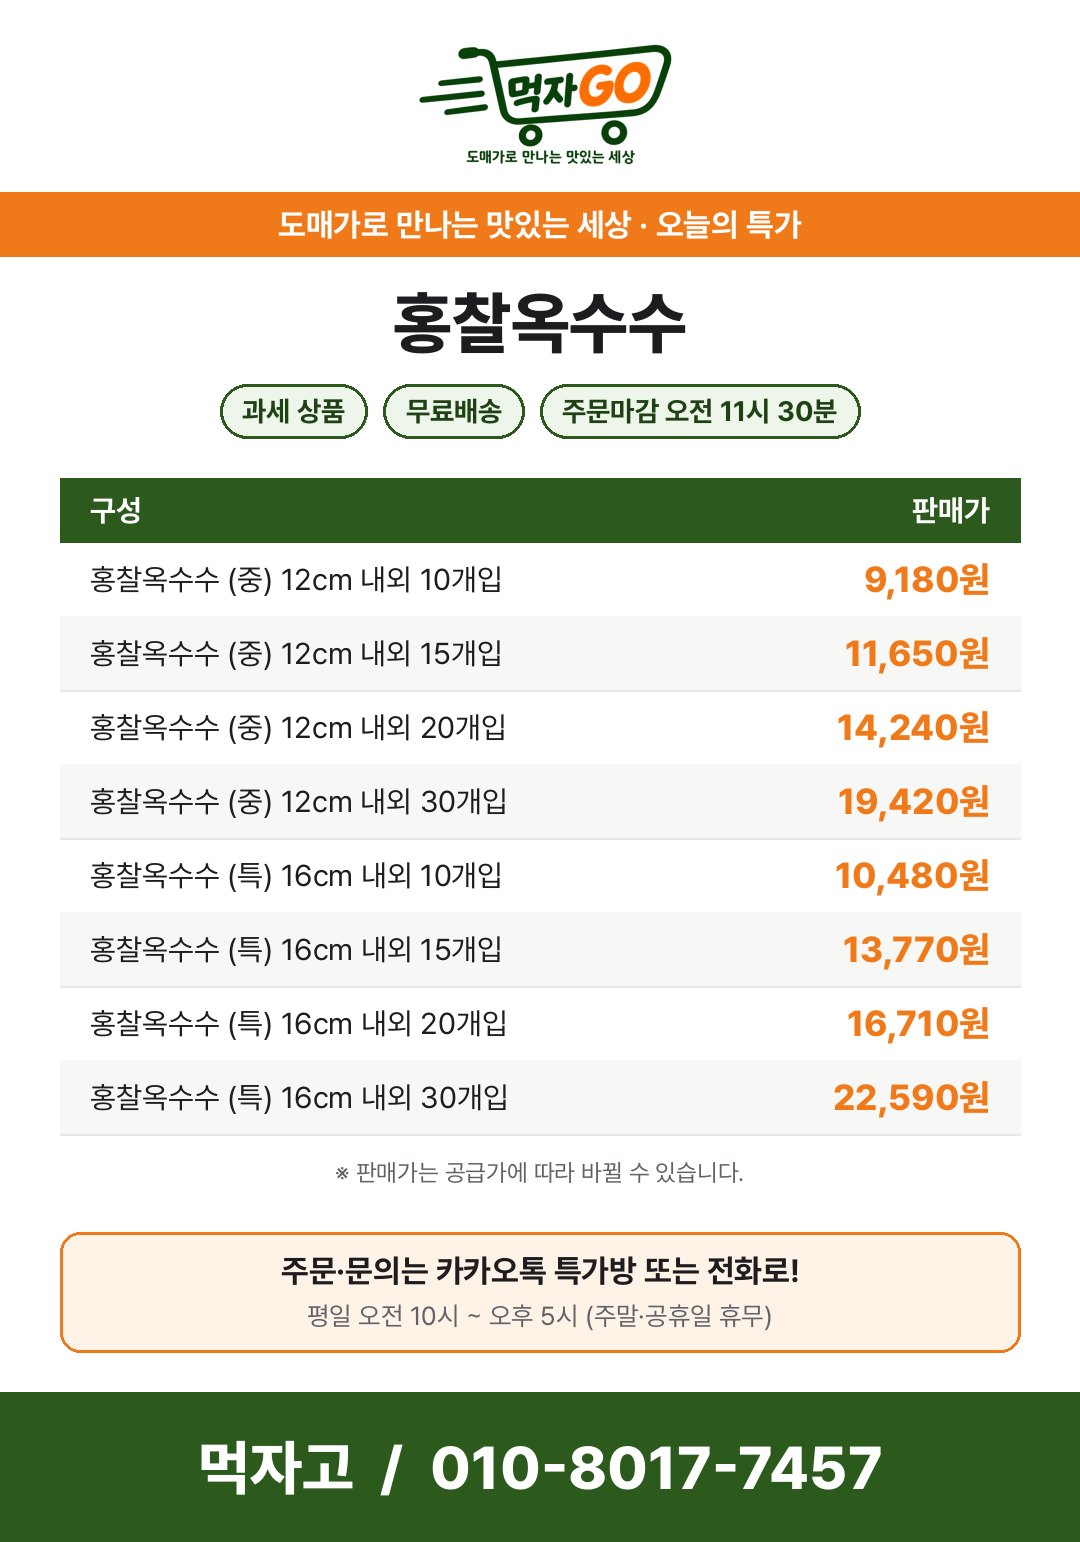 먹자GO
도매가로 만나는 맛있는 세상
도매가로 만나는 맛있는 세상 · 오늘의 특가
홍찰옥수수
과세 상품 무료배송 주문마감 오전 11시 30분
구성 판매가
홍찰옥수수 (중) 12cm 내외 10개입 9,180원
홍찰옥수수 (중) 12cm 내외 15개입 11,650원
홍찰옥수수 (중) 12cm 내외 20개입 14,240원
홍찰옥수수 (중) 12cm 내외 30개입 19,420원
홍찰옥수수 (특) 16cm 내외 10개입 10,480원
홍찰옥수수 (특) 16cm 내외 15개입 13,770원
홍찰옥수수 (특) 16cm 내외 20개입 16,710원
홍찰옥수수 (특) 16cm 내외 30개입 22,590원
※ 판매가는 공급가에 따라 바뀔 수 있습니다.
주문·문의는 카카오톡 특가방 또는 전화로!
평일 오전 10시 ~ 오후 5시 (주말·공휴일 휴무)
먹자고 / 010-8017-7457